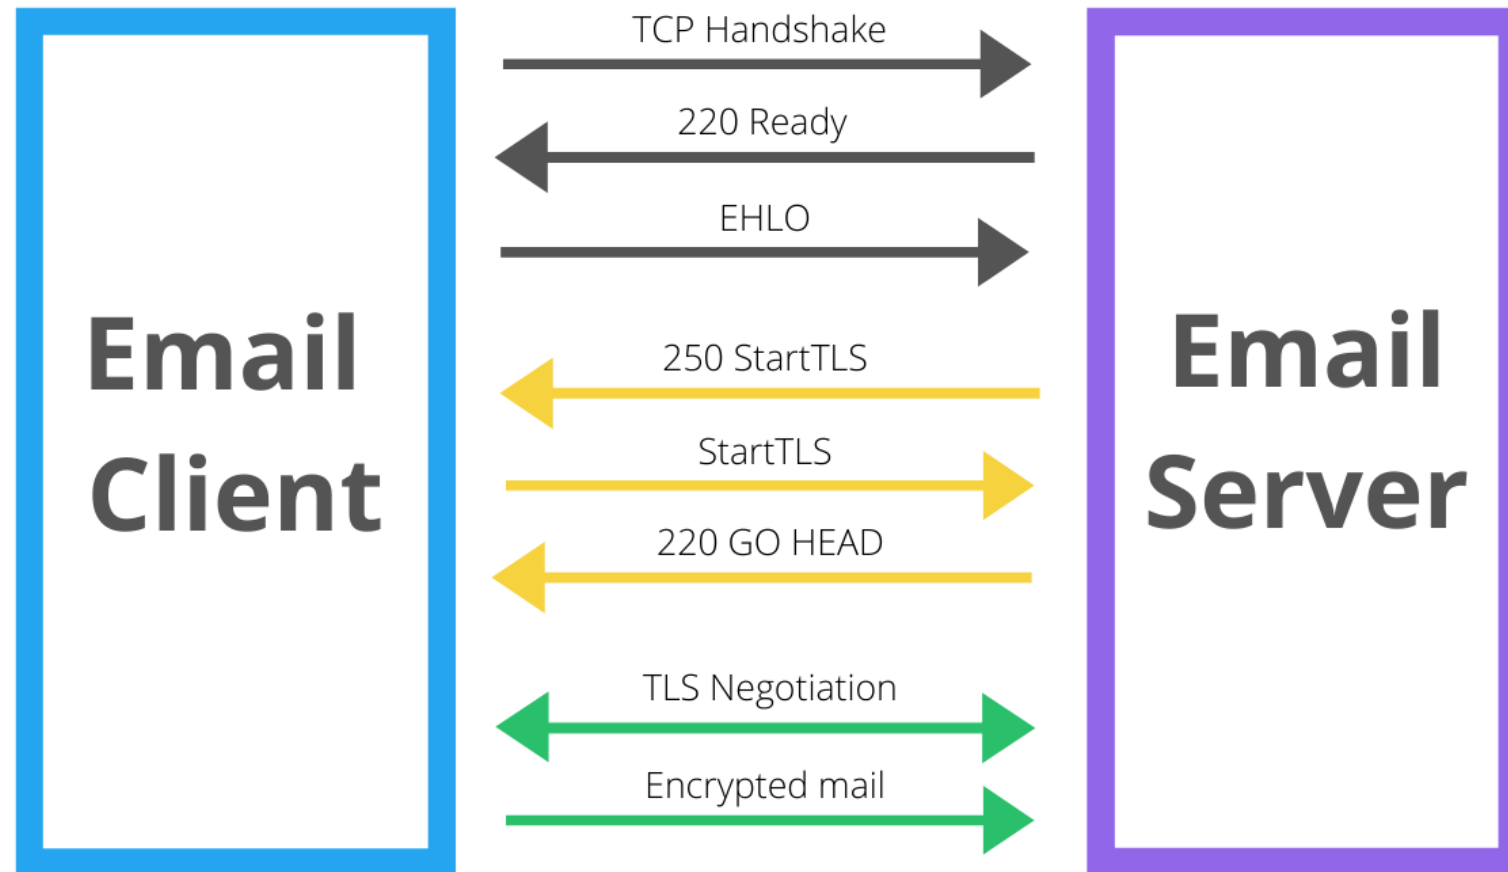 TCP Handshake
220 Ready
EHLO
250 StartTLS
StartTLS
220 GO HEAD
TLS Negotiation
Encrypted mail
Email
Client
Email
Server